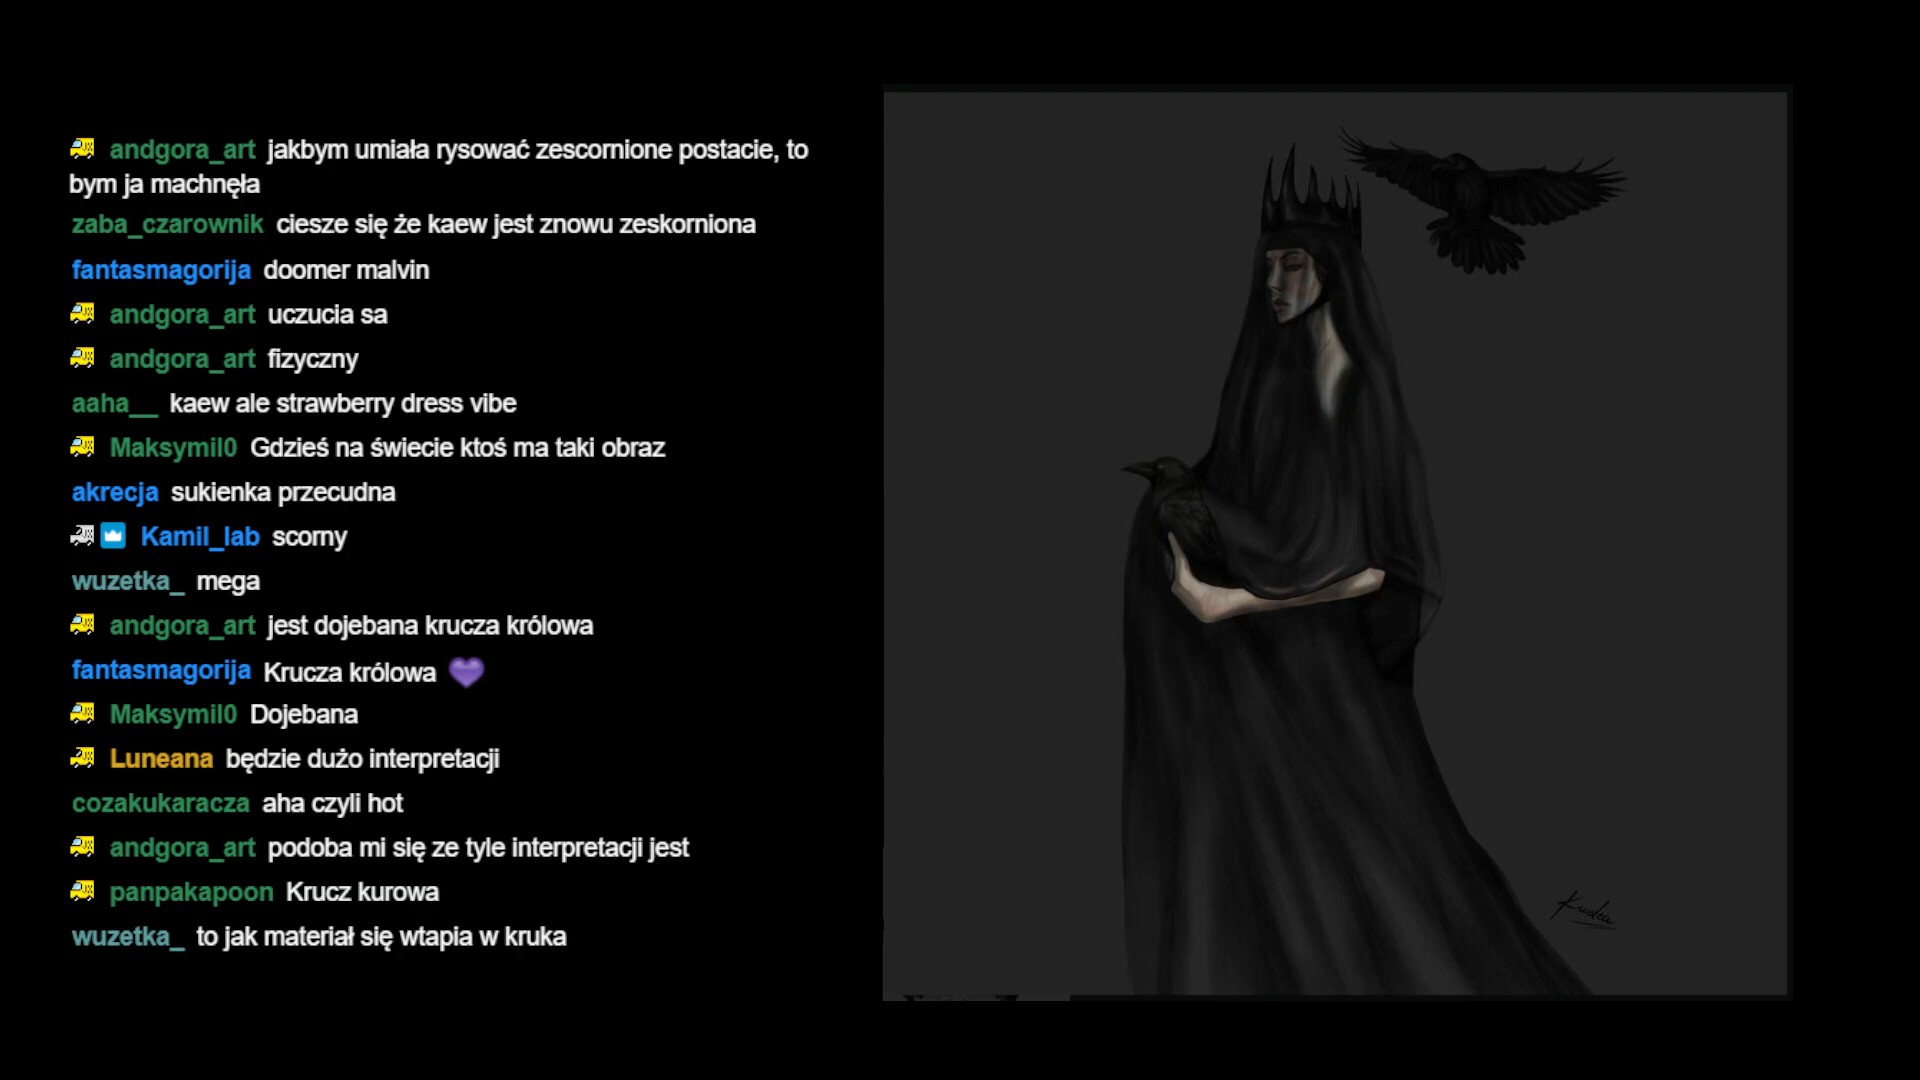 andgora_art jakbym umiała rysować zescornione postacie, to
bym ja machnęła
zaba_czarownik ciesze się że kaew jest znowu zeskorniona
fantasmagorija doomer malvin
andgora_art uczucia sa
andgora_art fizyczny
aaha__ kaew ale strawberry dress vibe
Maksymil0 Gdzieś na świecie ktoś ma taki obraz
akrecja sukienka przecudna
Kamil_lab scorny
wuzetka_ mega
andgora_art jest dojebana krucza królowa
fantasmagorija Krucza królowa 💜
Maksymil0 Dojebana
Luneana będzie dużo interpretacji
cozakukaracza aha czyli hot
andgora_art podoba mi się ze tyle interpretacji jest
panpakapoon Krucz kurowa
wuzetka_ to jak materiał się wtapia w kruka